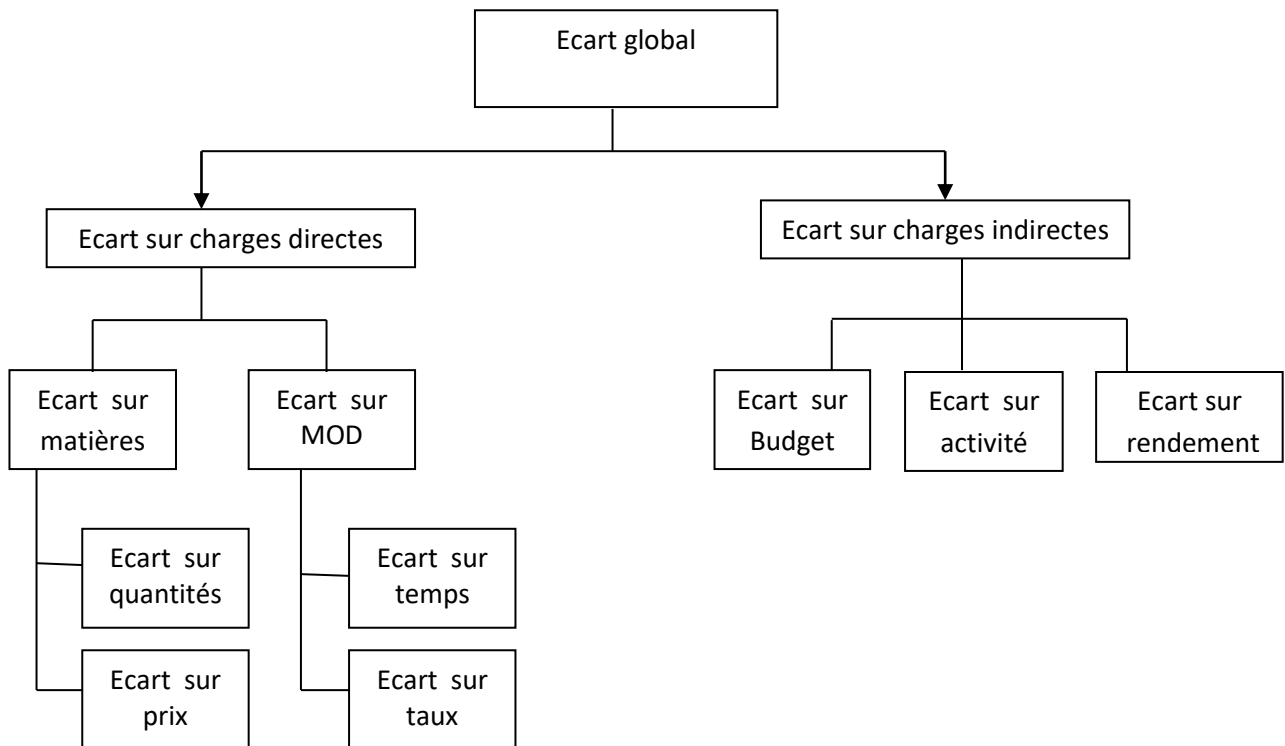 Ecart global
Ecart sur charges directes
Ecart sur charges indirectes
Ecart sur
matières
Ecart sur
MOD
Ecart sur
Budget
Ecart sur
activité
Ecart sur
rendement
Ecart sur
quantités
Ecart sur
temps
Ecart sur
prix
Ecart sur
taux